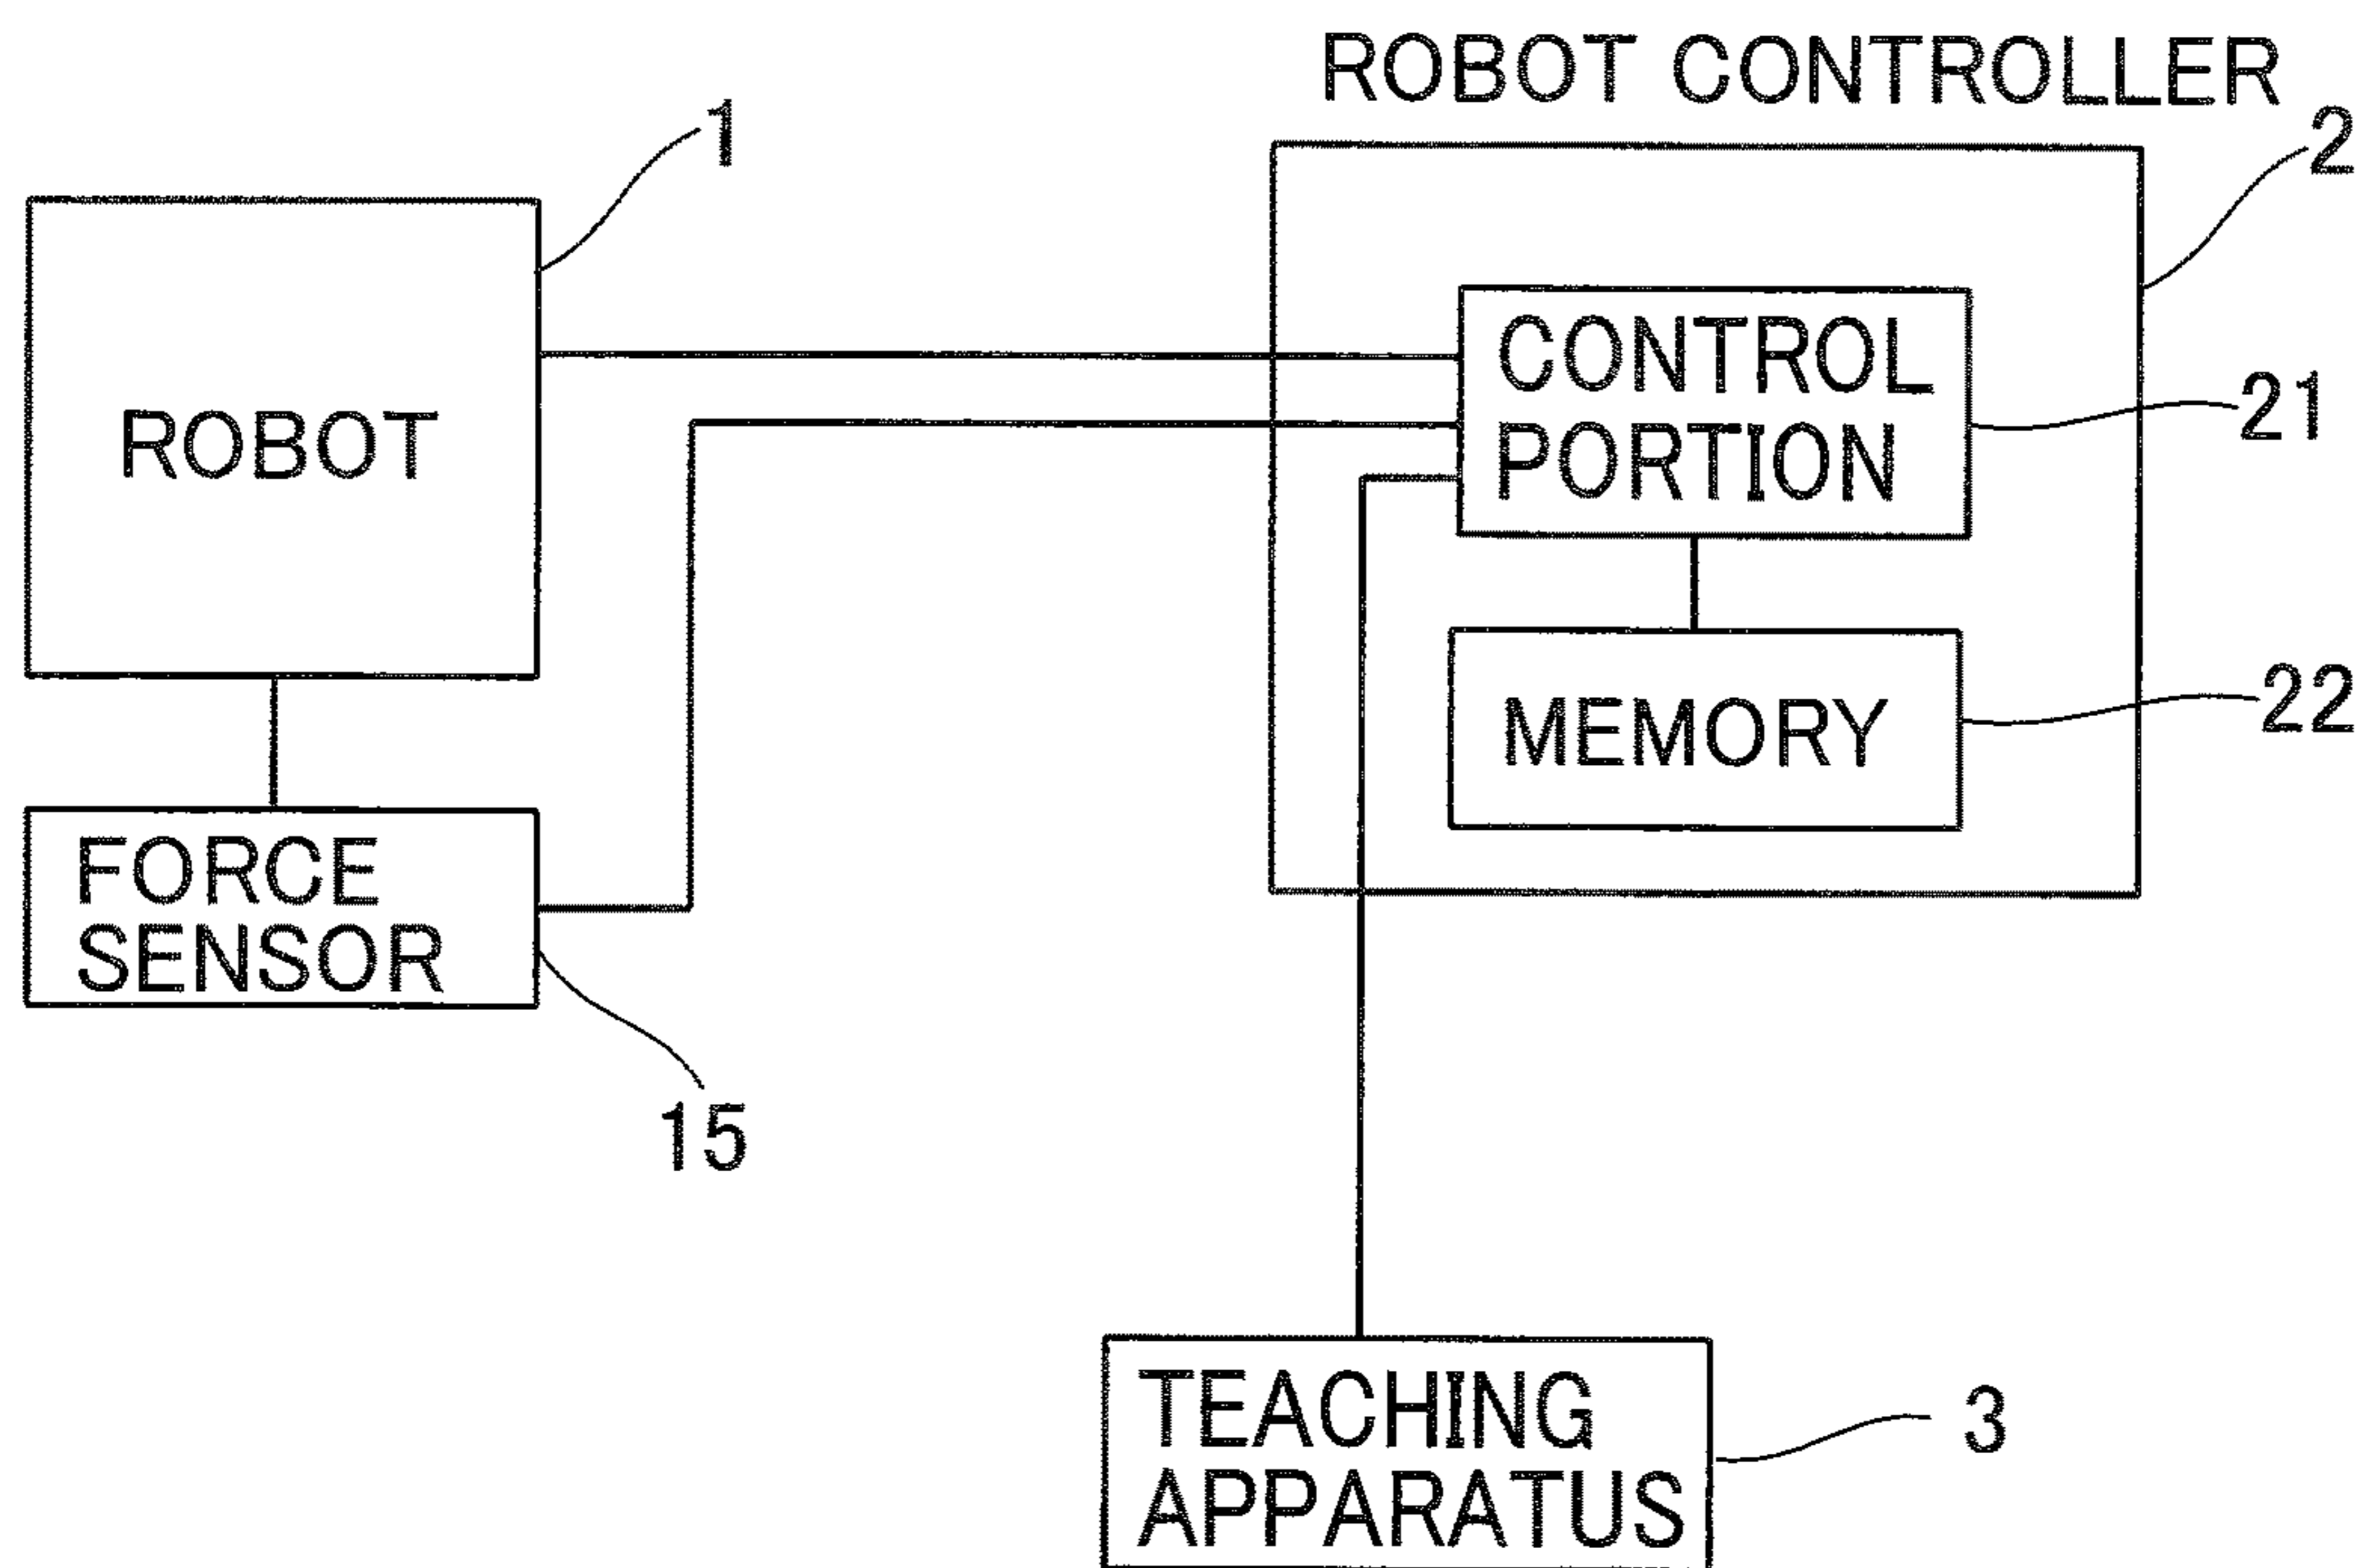 ROBOT CONTROLLER
1
2
ROBOT
CONTROL
PORTION
21
MEMORY
22
FORCE
SENSOR
15
TEACHING
APPARATUS
3